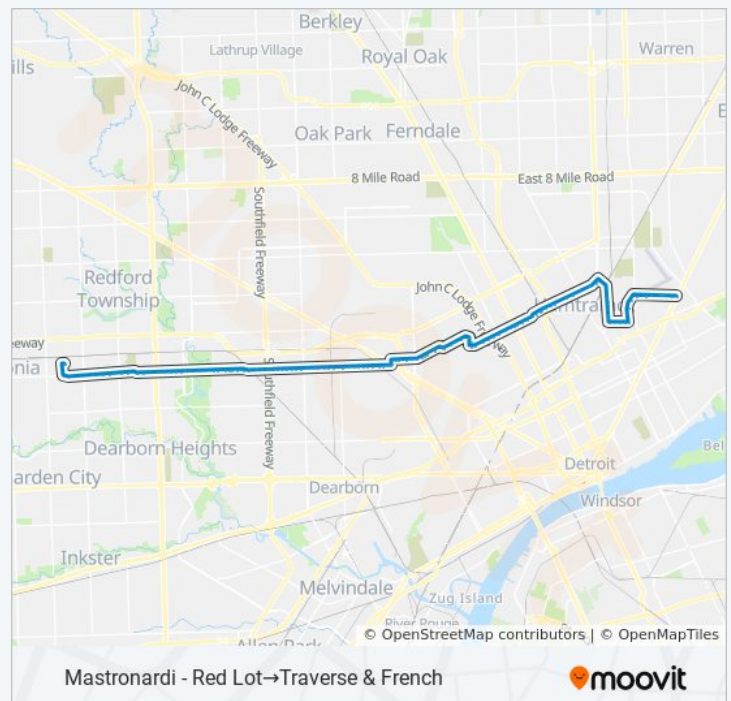 Berkley
Lathrup Village
Royal Oak
Warren
ills
John C Lodge Freeway
Oak Park
Ferndale
E
8 Mile Road
East 8 Mile Road
Southfield Freeway
Redford
Township
John C Lodge Freeway
Hamtra
eeway
onia
Southfield Freeway
Dearborn Heights
arden City
Detroit
Bel
Dearborn
Windsor
Inkster
Melvindale
Zug Island
River Rouge
Allen Park
© OpenStreetMap contributors | © OpenMapTiles
Mastronardi - Red Lot→Traverse & French
moovit